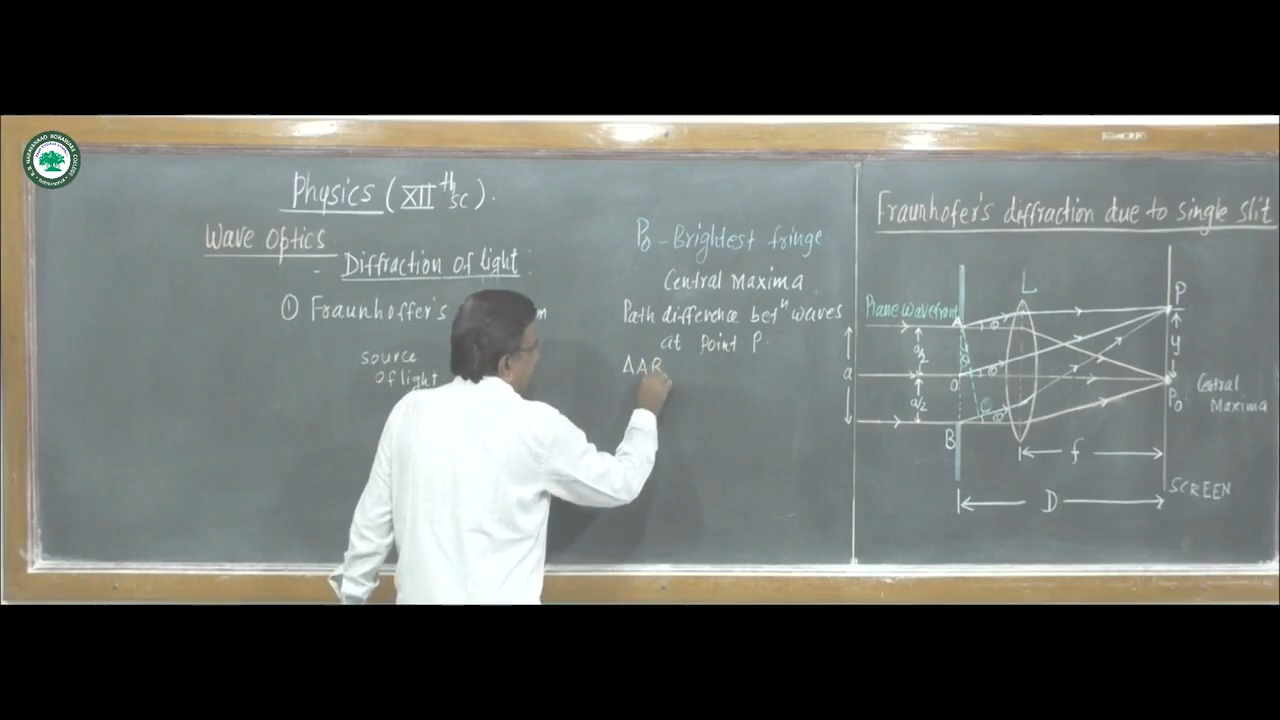 Physics (XII th sc).
Wave Optics
- Diffraction of light
① Fraunhoffer's
source
of light
P₀ - Brightest fringe
Central Maxima
Path difference betⁿ waves
at point P.
ΔAB
Fraunhofer's diffraction due to single slit
L
P
Plane wavefront
A
θ
a/2
y
a
θ
O
θ
P₀
Central
Maxima
a/2
C
θ
B
f
SCREEN
D